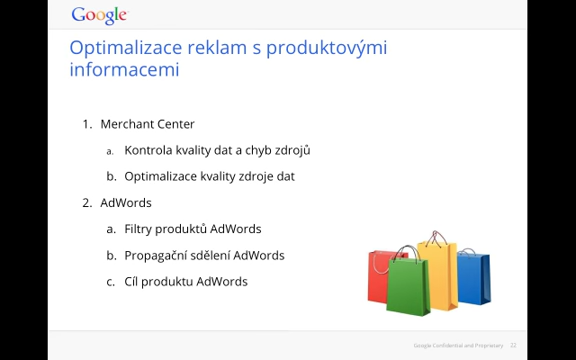 Google
Optimalizace reklam s produktovými
informacemi
1. Merchant Center
a. Kontrola kvality dat a chyb zdrojů
b. Optimalizace kvality zdroje dat
2. AdWords
a. Filtry produktů AdWords
b. Propagační sdělení AdWords
c. Cíl produktu AdWords
Google Confidential and Proprietary 22